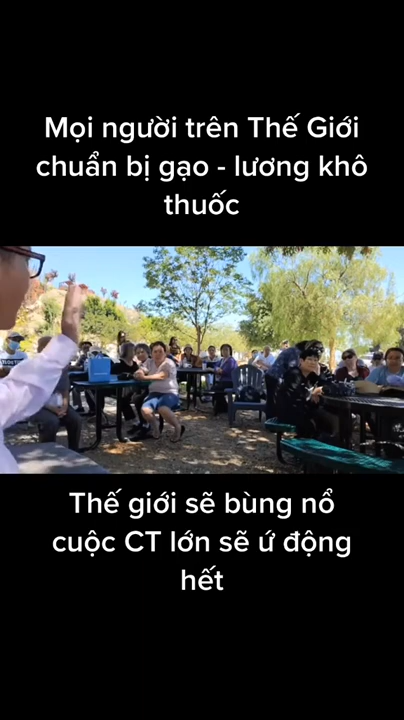 Mọi người trên Thế Giới
chuẩn bị gạo - lương khô
thuốc
Thế giới sẽ bùng nổ
cuộc CT lớn sẽ ứ động
hết